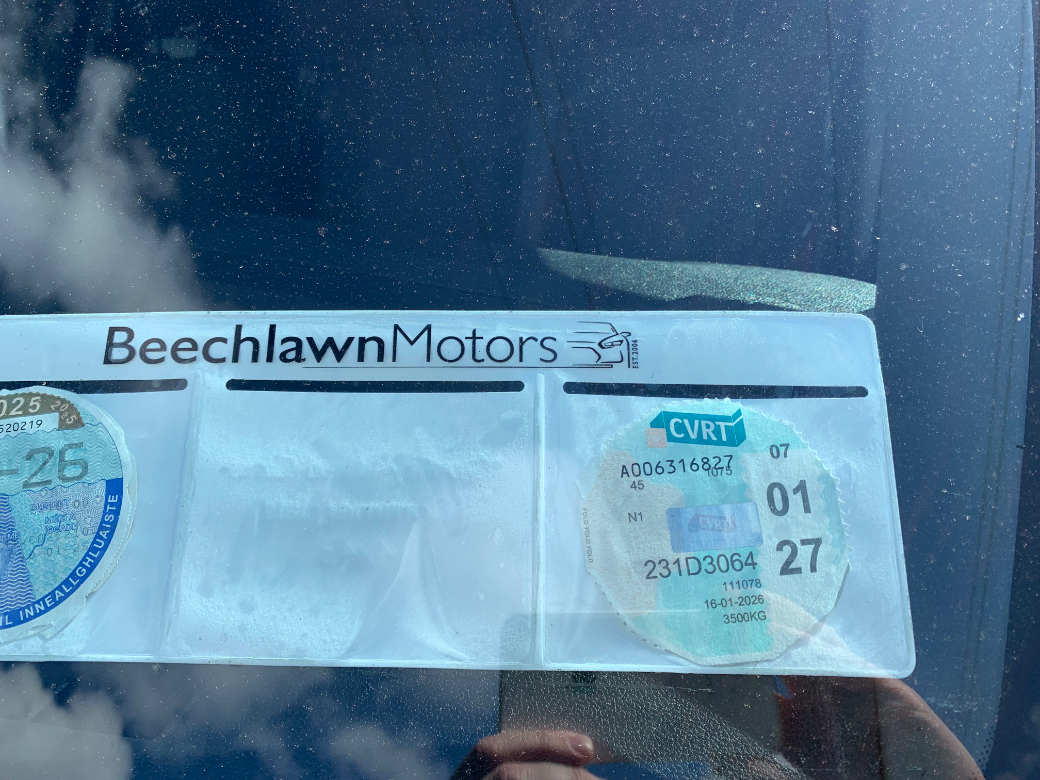 BeechlawnMotors
EST.2006
2025
520219
-26
INNEALLGHLUAISTE
CVRT
A006316827
1075
45
07
01
N1
CVRT
231D3064
27
111078
16-01-2026
3500KG